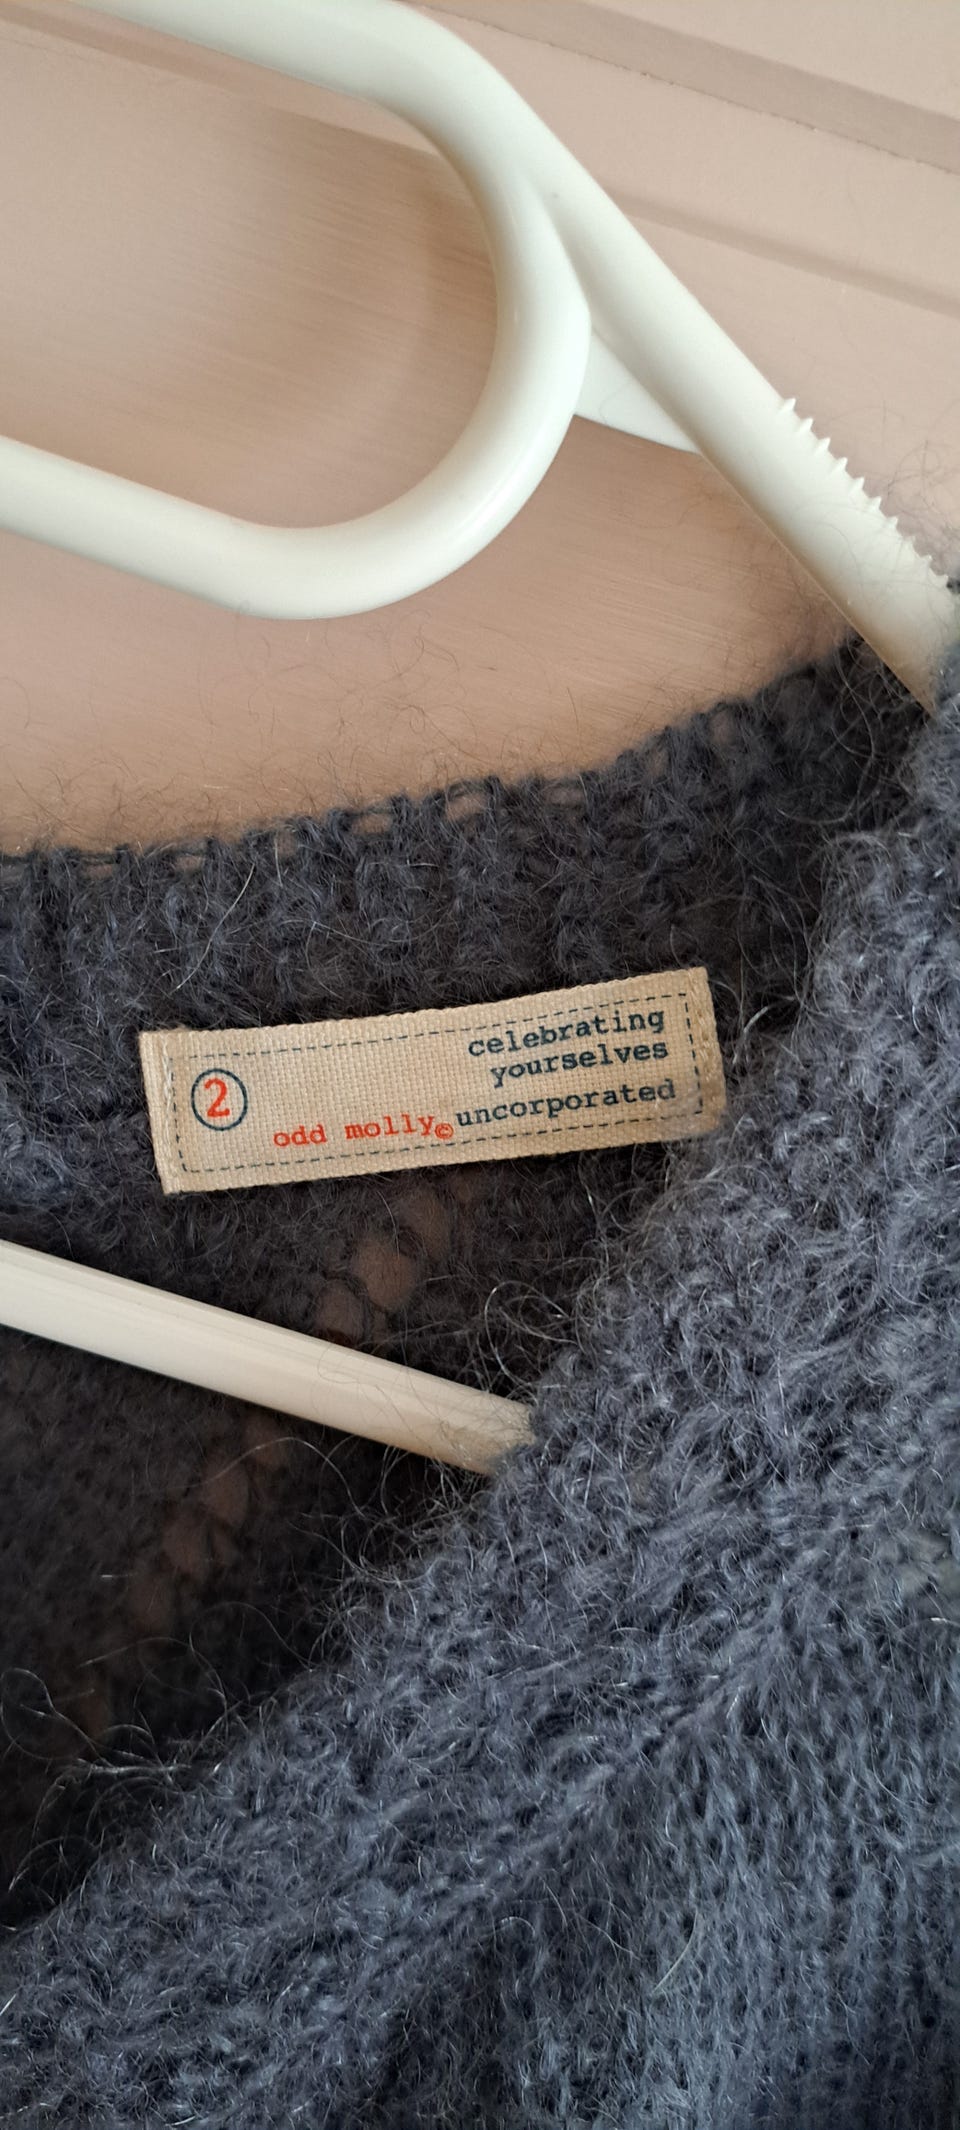 celebrating
yourselves
2
odd molly© uncorporated